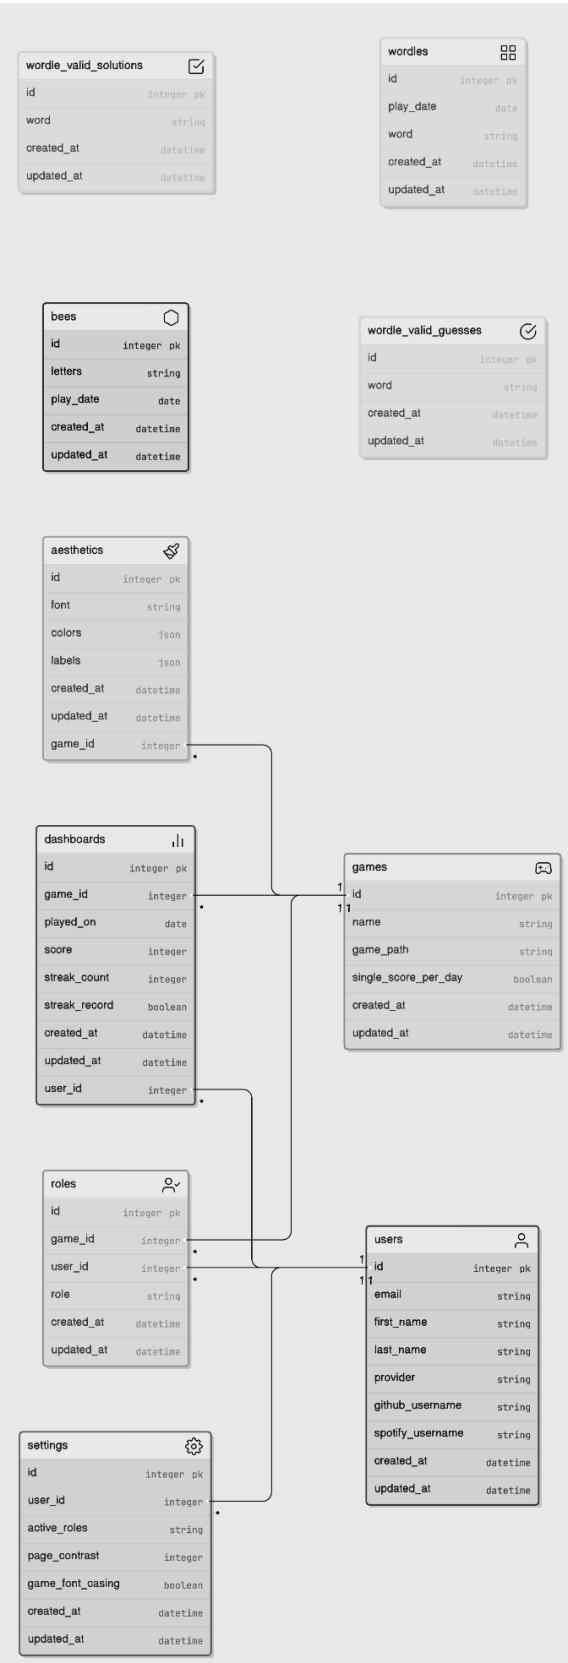 wordle_valid_solutions
id integer pk
word string
created_at datetime
updated_at datetime
wordles
id integer pk
play_date date
word string
created_at datetime
updated_at datetime
bees
id integer pk
letters string
play_date date
created_at datetime
updated_at datetime
wordle_valid_guesses
id integer pk
word string
created_at datetime
updated_at datetime
aesthetics
id integer pk
font string
colors json
labels json
created_at datetime
updated_at datetime
game_id integer
*
dashboards
id integer pk
game_id integer
*
played_on date
score integer
streak_count integer
streak_record boolean
created_at datetime
updated_at datetime
user_id integer
*
games
1
id integer pk
1 1
name string
game_path string
single_score_per_day boolean
created_at datetime
updated_at datetime
roles
id integer pk
game_id integer
*
user_id integer
*
role string
created_at datetime
updated_at datetime
users
1
id integer pk
1 1
email string
first_name string
last_name string
provider string
github_username string
spotify_username string
created_at datetime
updated_at datetime
settings
id integer pk
user_id integer
*
active_roles string
page_contrast integer
game_font_casing boolean
created_at datetime
updated_at datetime